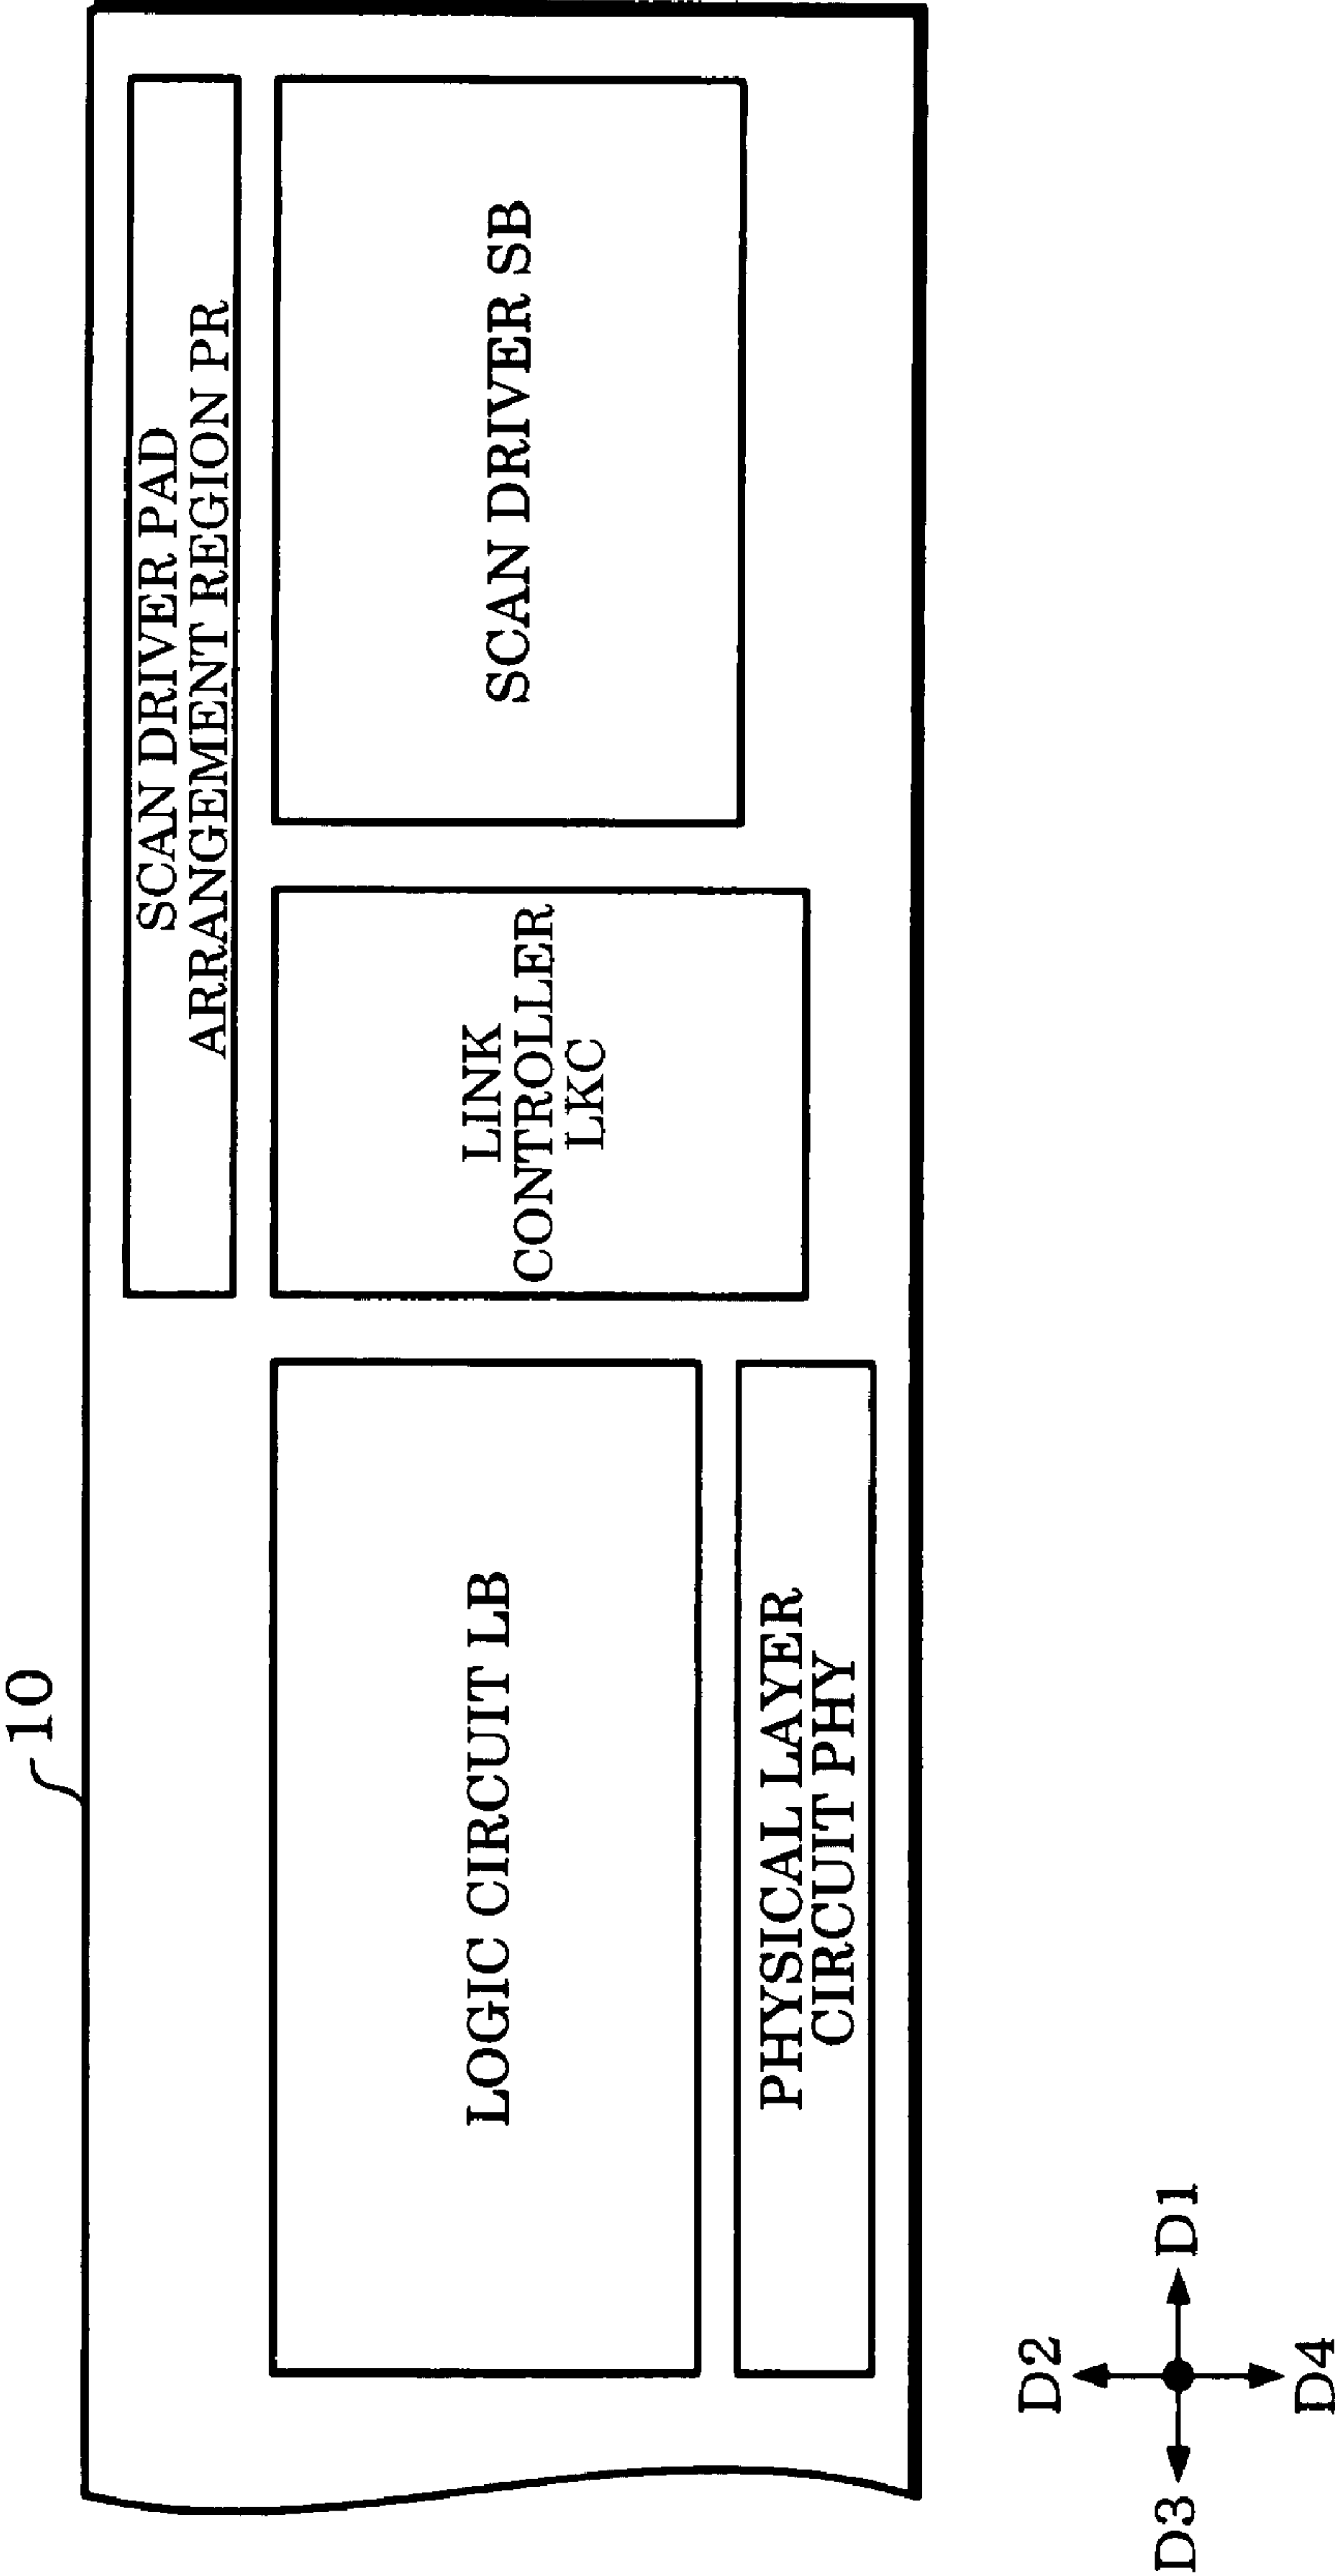 10
SCAN DRIVER PAD
ARRANGEMENT REGION PR
LOGIC CIRCUIT LB
LINK
CONTROLLER
LKC
SCAN DRIVER SB
PHYSICAL LAYER
CIRCUIT PHY
D2
D3
D1
D4